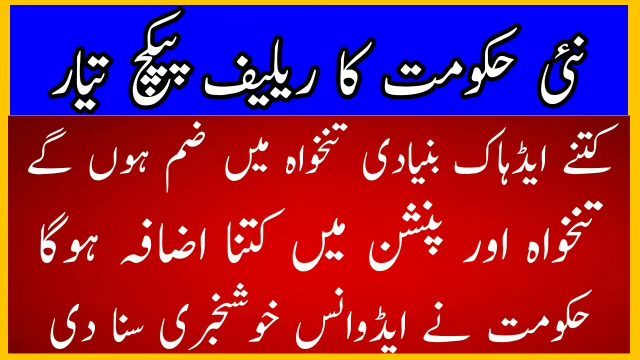 نئی حکومت کا ریلیف پیکج تیار
کتنے ایڈہاک بنیادی تنخواہ میں ضم ہوں گے
تنخواہ اور پنشن میں کتنا اضافہ ہوگا
حکومت نے ایڈوانس خوشخبری سنا دی